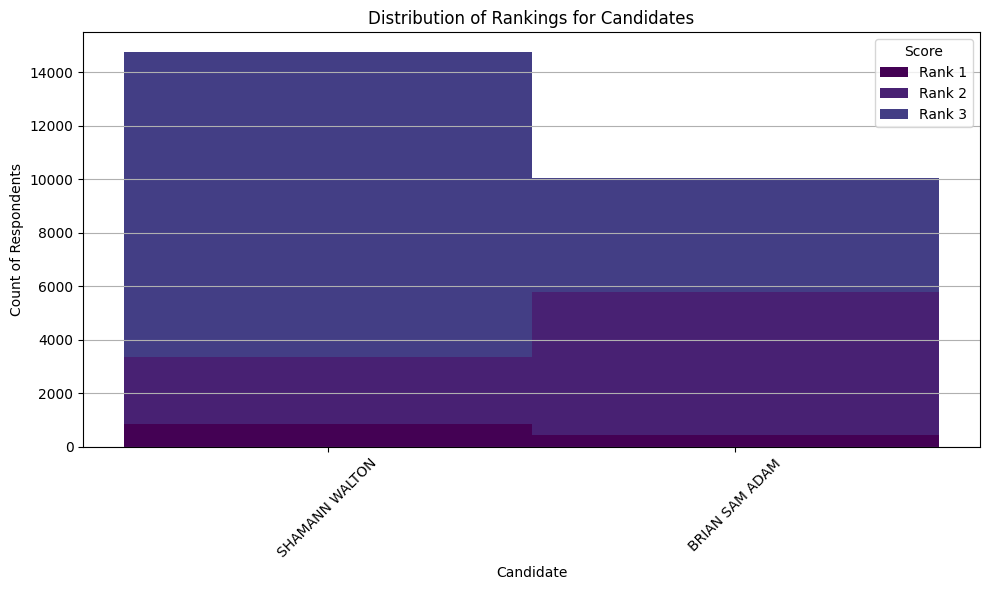 Distribution of Rankings for Candidates
Score
Rank 1
Rank 2
Rank 3
Count of Respondents
14000
12000
10000
8000
6000
4000
2000
0
SHAMANN WALTON
BRIAN SAM ADAM
Candidate